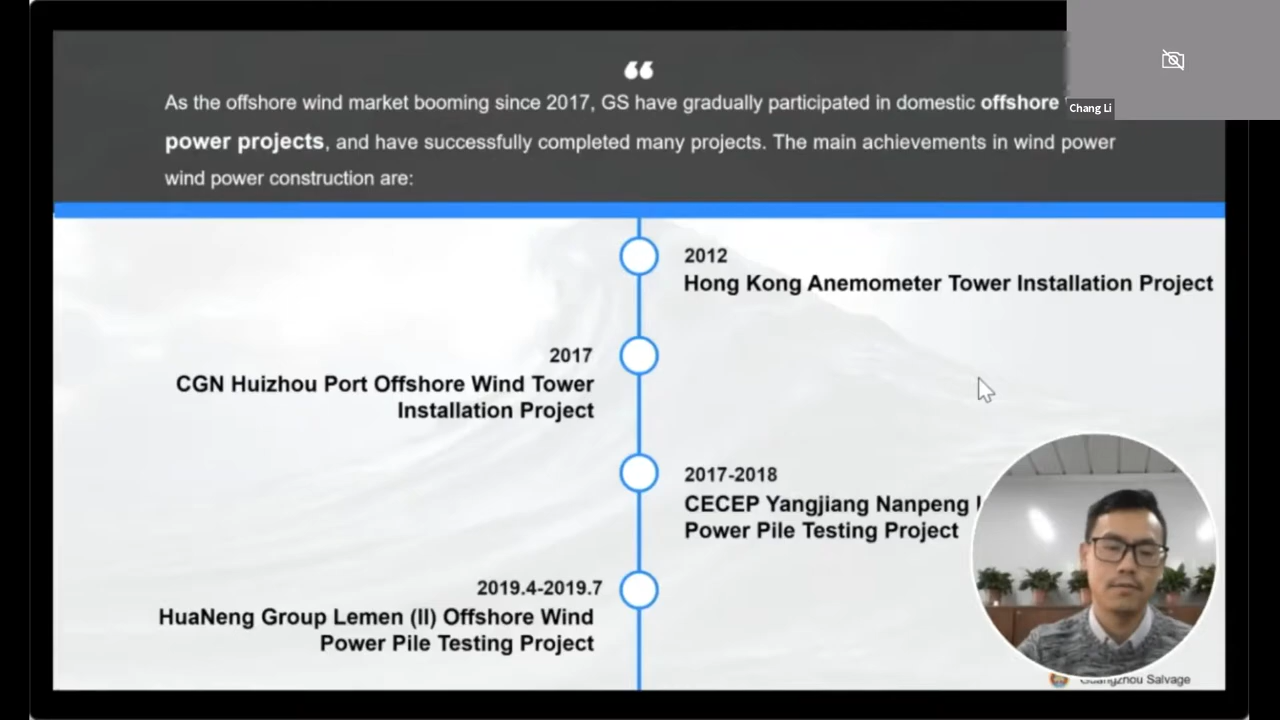 “
As the offshore wind market booming since 2017, GS have gradually participated in domestic offshore
power projects, and have successfully completed many projects. The main achievements in wind power
wind power construction are:
Chang Li
2012
Hong Kong Anemometer Tower Installation Project
2017
CGN Huizhou Port Offshore Wind Tower
Installation Project
2017-2018
CECEP Yangjiang Nanpeng
Power Pile Testing Project
2019.4-2019.7
HuaNeng Group Lemen (II) Offshore Wind
Power Pile Testing Project
Guangzhou Salvage